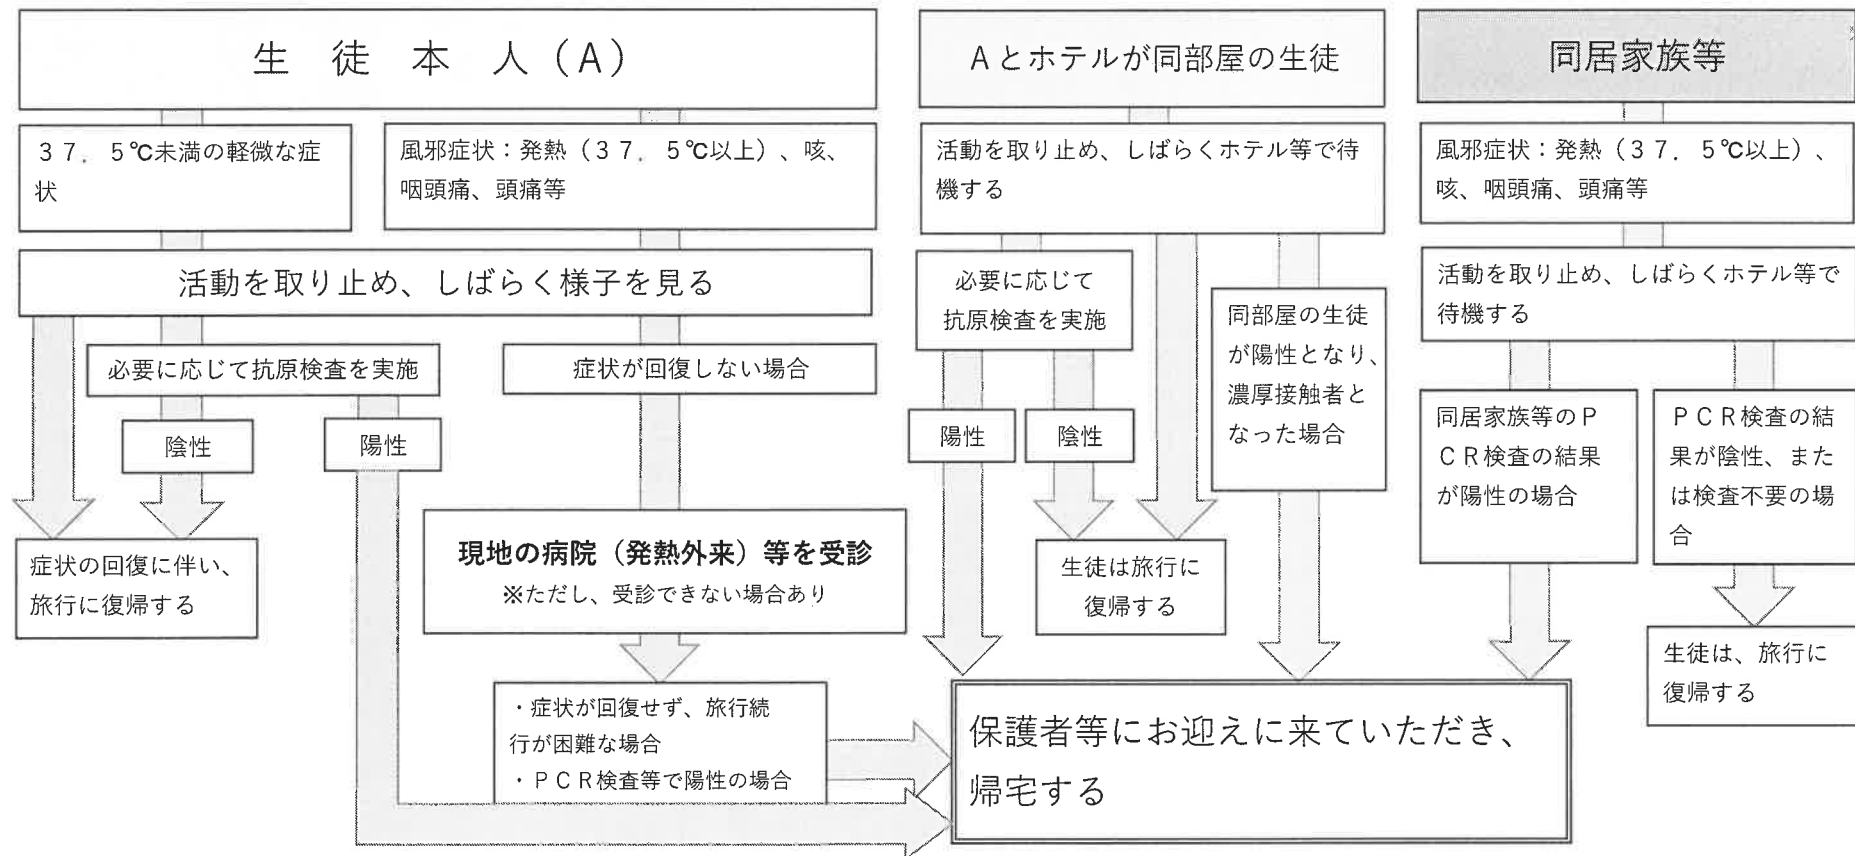 生徒本人（A）
３７．５℃未満の軽微な症
状
風邪症状：発熱（３７．５℃以上）、咳、
咽頭痛、頭痛等
活動を取り止め、しばらく様子を見る
必要に応じて抗原検査を実施
陰性
陽性
症状が回復しない場合
症状の回復に伴い、
旅行に復帰する
現地の病院（発熱外来）等を受診
※ただし、受診できない場合あり
・症状が回復せず、旅行続
行が困難な場合
・ＰＣＲ検査等で陽性の場合
Aとホテルが同部屋の生徒
活動を取り止め、しばらくホテル等で待
機する
必要に応じて
抗原検査を実施
陽性
陰性
同部屋の生徒
が陽性となり、
濃厚接触者と
なった場合
生徒は旅行に
復帰する
同居家族等
風邪症状：発熱（３７．５℃以上）、
咳、咽頭痛、頭痛等
活動を取り止め、しばらくホテル等で
待機する
同居家族等のＰ
ＣＲ検査の結果
が陽性の場合
ＰＣＲ検査の結
果が陰性、また
は検査不要の場
合
生徒は、旅行に
復帰する
保護者等にお迎えに来ていただき、
帰宅する